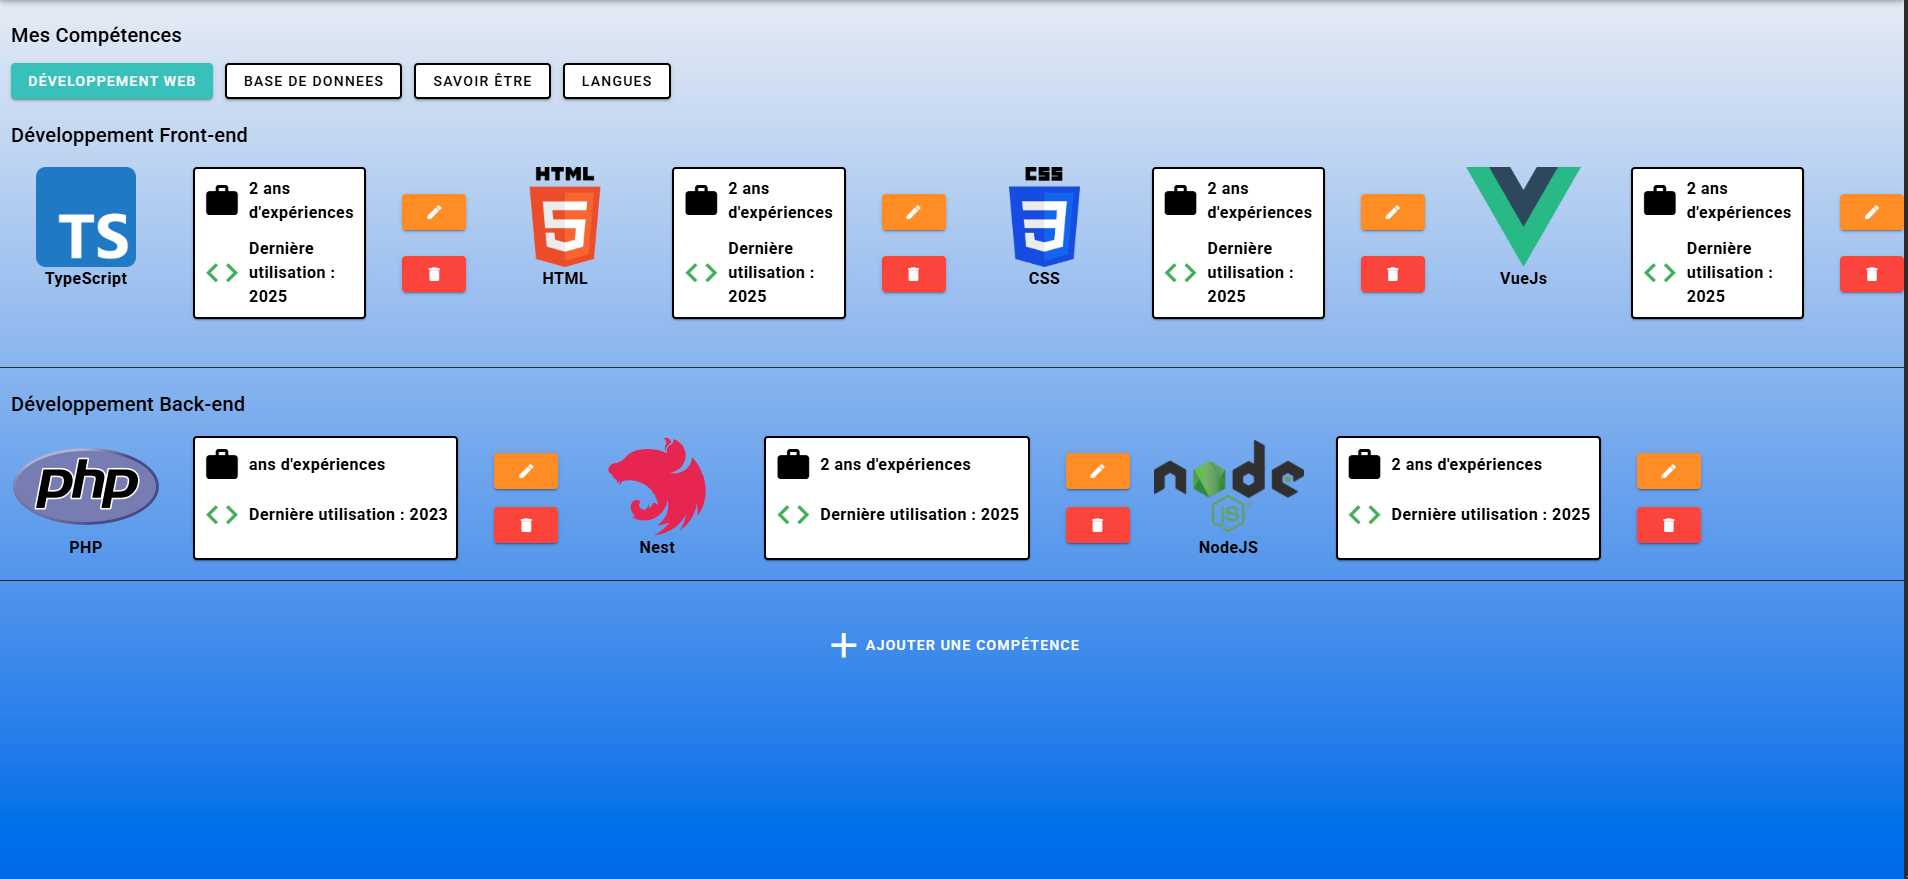 Mes Compétences
DÉVELOPPEMENT WEB
BASE DE DONNEES
SAVOIR ÊTRE
LANGUES
Développement Front-end
TS
TypeScript
2 ans
d'expériences
Dernière
utilisation :
2025
HTML
5
HTML
2 ans
d'expériences
Dernière
utilisation :
2025
CSS
3
CSS
2 ans
d'expériences
Dernière
utilisation :
2025
VueJs
2 ans
d'expériences
Dernière
utilisation :
2025
Développement Back-end
php
PHP
ans d'expériences
Dernière utilisation : 2023
Nest
2 ans d'expériences
Dernière utilisation : 2025
node
JS
NodeJS
2 ans d'expériences
Dernière utilisation : 2025
AJOUTER UNE COMPÉTENCE